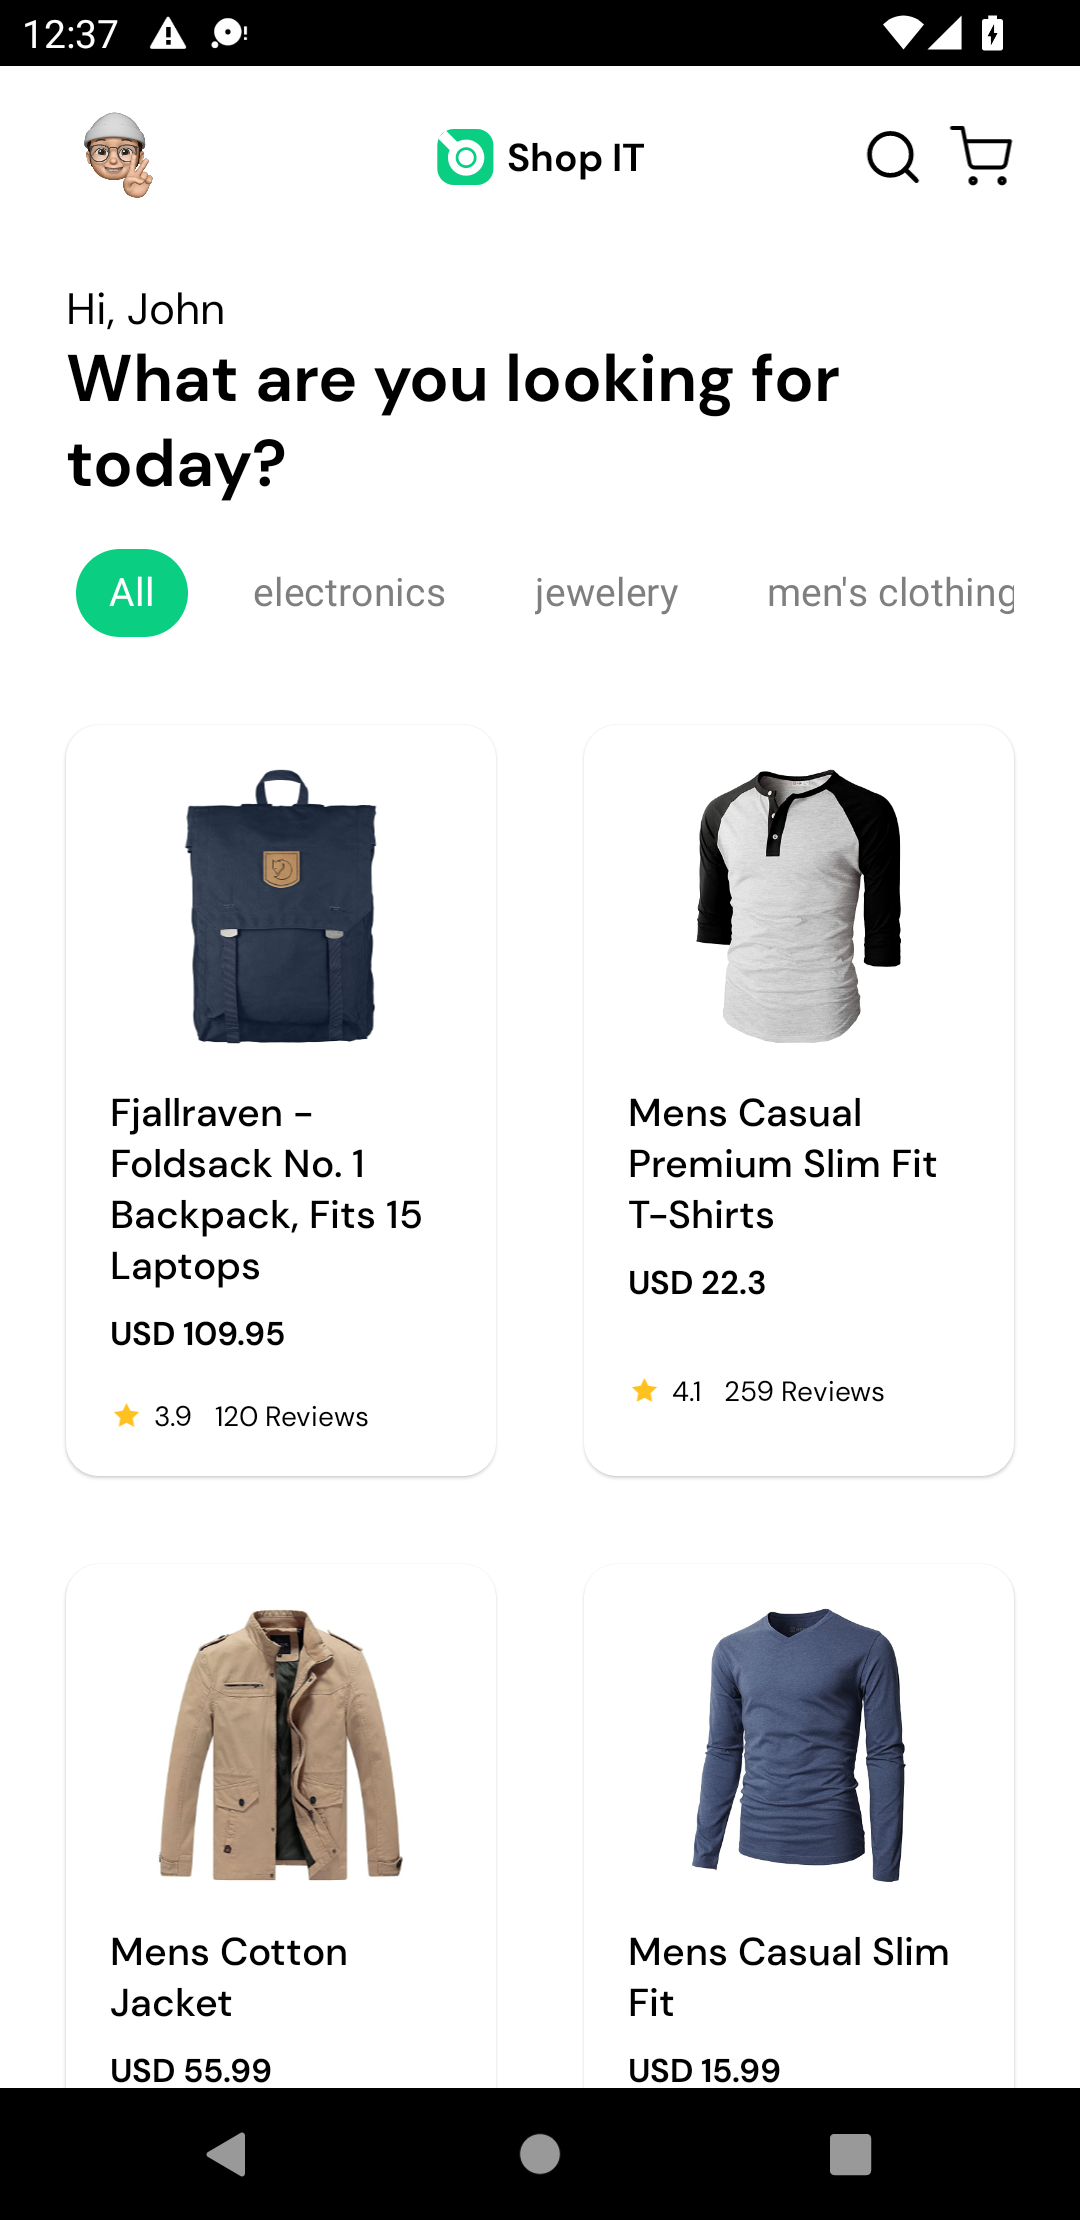 12:37
Shop IT
Hi, John
What are you looking for
today?
All electronics jewelery men's clothing
Fjallraven -
Foldsack No. 1
Backpack, Fits 15
Laptops
USD 109.95
3.9 120 Reviews
Mens Casual
Premium Slim Fit
T-Shirts
USD 22.3
4.1 259 Reviews
Mens Cotton
Jacket
USD 55.99
Mens Casual Slim
Fit
USD 15.99